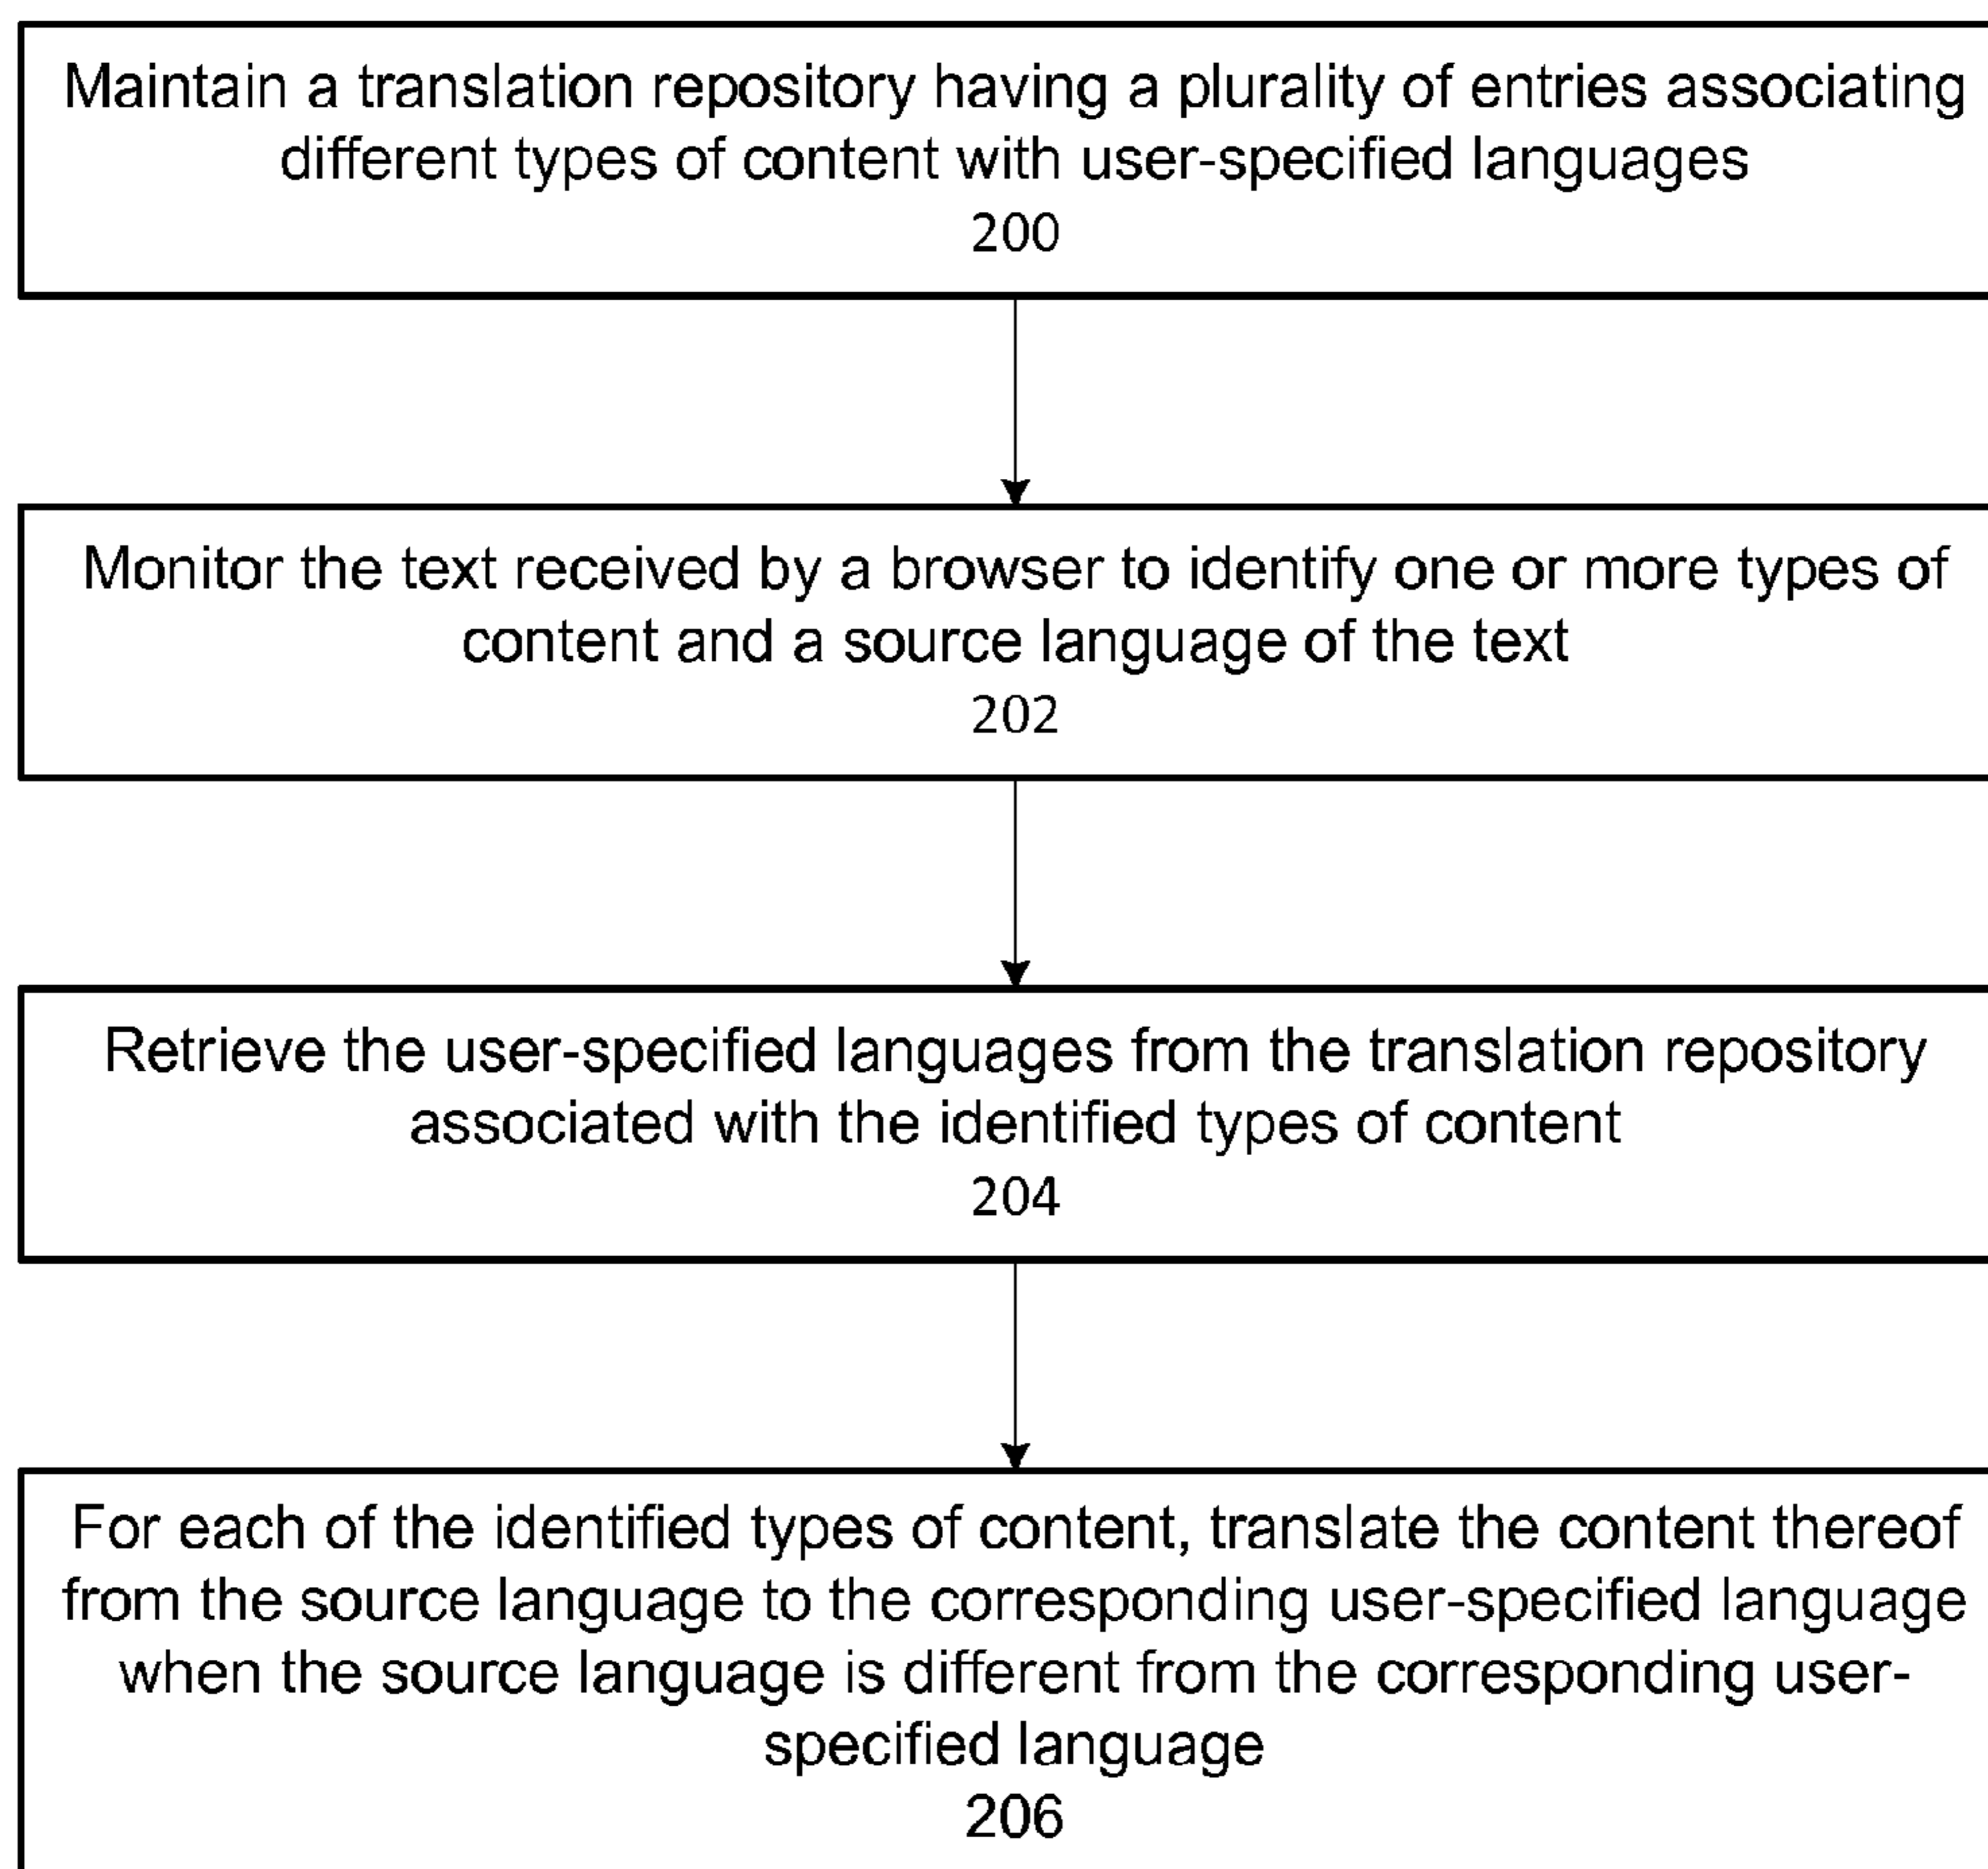 Maintain a translation repository having a plurality of entries associating
different types of content with user-specified languages
200
Monitor the text received by a browser to identify one or more types of
content and a source language of the text
202
Retrieve the user-specified languages from the translation repository
associated with the identified types of content
204
For each of the identified types of content, translate the content thereof
from the source language to the corresponding user-specified language
when the source language is different from the corresponding user-
specified language
206